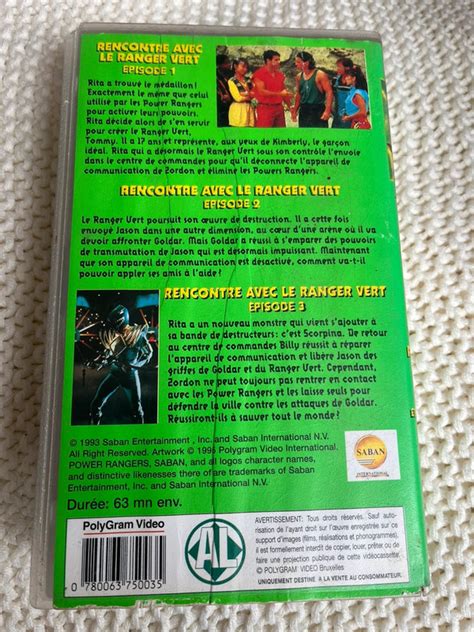 RENCONTRE AVEC
LE RANGER VERT
EPISODE 1
Rita a trouvé le médaillon !
Exactement le même que celui
utilisé par les Power Rangers
pour activer leurs pouvoirs.
Rita décide alors de s'en servir
pour créer le Ranger Vert,
Tommy. Il a 17 ans et représente, aux yeux de Kimberly, le garçon
idéal. Rita qui a désormais le Ranger Vert sous son contrôle l'envoie
dans le centre de commandes pour qu'il déconnecte l'appareil de
communication de Zordon et élimine les Powers Rangers.
RENCONTRE AVEC LE RANGER VERT
EPISODE 2
Le Ranger Vert poursuit son œuvre de destruction. Il a cette fois
envoyé Jason dans une autre dimension, au cœur d'une arène où il va
devoir affronter Goldar. Mais Goldar a réussi à s'emparer des pouvoirs
de transmutation de Jason qui est désormais impuissant. Maintenant
que son appareil de communication est désactivé, comment va-t-il
pouvoir appeler ses amis à l'aide ?
RENCONTRE AVEC LE RANGER VERT
EPISODE 3
Rita a un nouveau monstre qui vient s'ajouter à
sa bande de destructeurs : c'est Scorpina. De retour
au centre de commandes Billy réussit à réparer
l'appareil de communication et libère Jason des
griffes de Goldar et du Ranger Vert. Cependant,
Zordon ne peut toujours pas rentrer en contact
avec les Power Rangers et les laisse seuls pour
défendre la ville contre les attaques de Goldar.
Réussiront-ils à sauver tout le monde !
© 1993 Saban Entertainment, Inc. and Saban International N.V.
All Right Reserved. Artwork © 1995 Polygram Video International.
POWER RANGERS, SABAN, and all logos character names,
and distinctive likenesses there of are trademarks of Saban
Entertainment, Inc. and Saban International N.V.
SABAN
INTERNATIONAL
Durée: 63 mn env.
PolyGram Video
0 780063 750035
AL
AVERTISSEMENT: Tous droits réservés. Sauf auto-
risation de l'ayant droit sur l'œuvre enregistrée sur ce
support d'images (films, réalisations et phonogrammes),
il est formellement interdit de copier, louer, prêter, ou de
faire une projection publique de cette vidéocassette.
© POLYGRAM VIDEO Bruxelles
UNIQUEMENT DESTINÉ A LA VENTE AU CONSOMMATEUR.